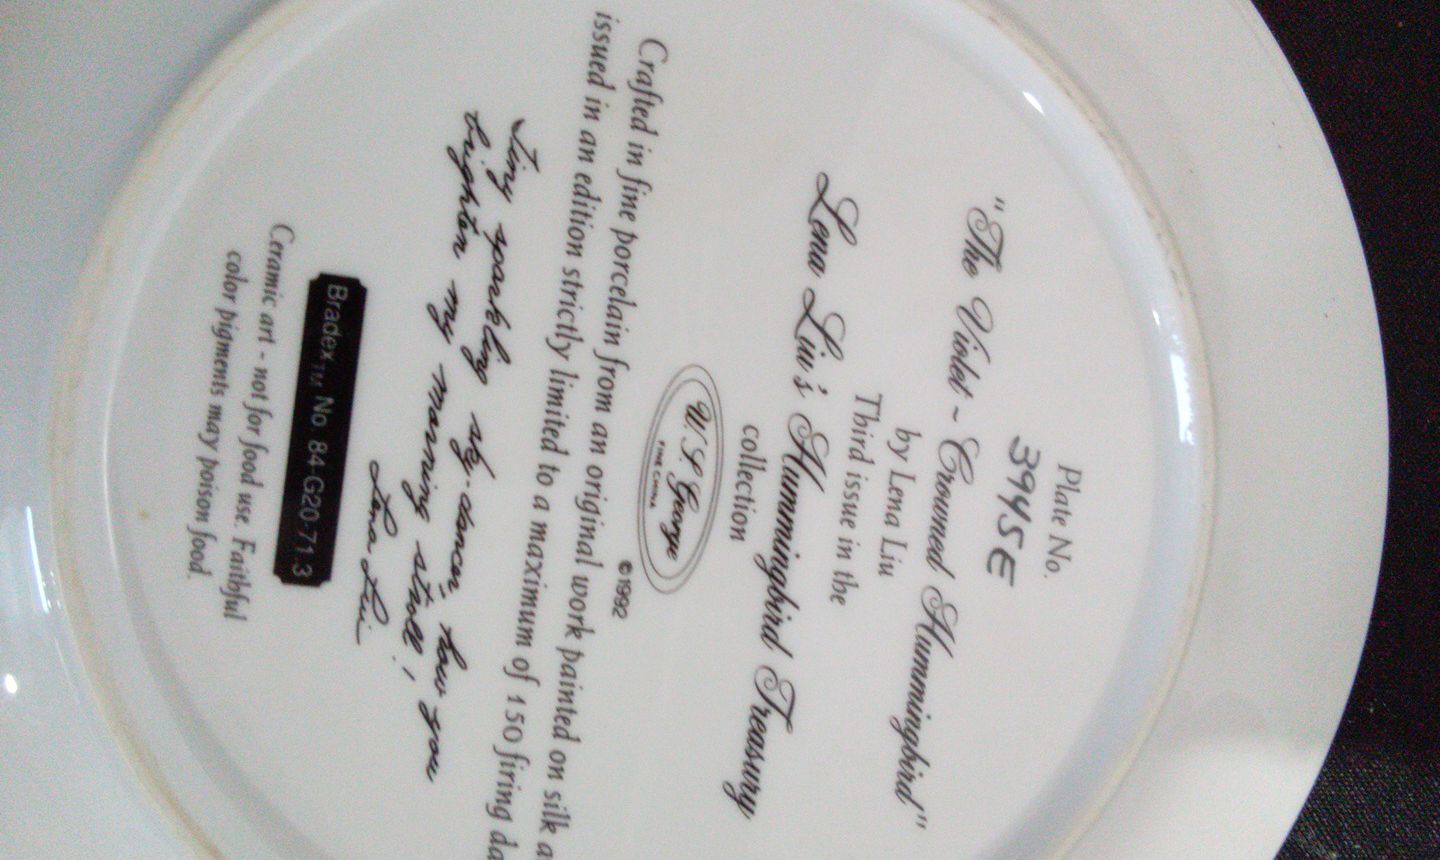 Plate No.
3945E
"The Violet-Crowned Hummingbird"
by Lena Liu
Third issue in the
Lena Liu's Hummingbird Treasury
collection
W.S. George
FINE CHINA
©1992
Crafted in fine porcelain from an original work painted on silk a
issued in an edition strictly limited to a maximum of 150 firing da
Tiny sparkling sky-dancer, how you
brighten my morning stroll!
Lena Liu
Bradex™ No. 84-G20-71.3
Ceramic art - not for food use. Faithful
color pigments may poison food.